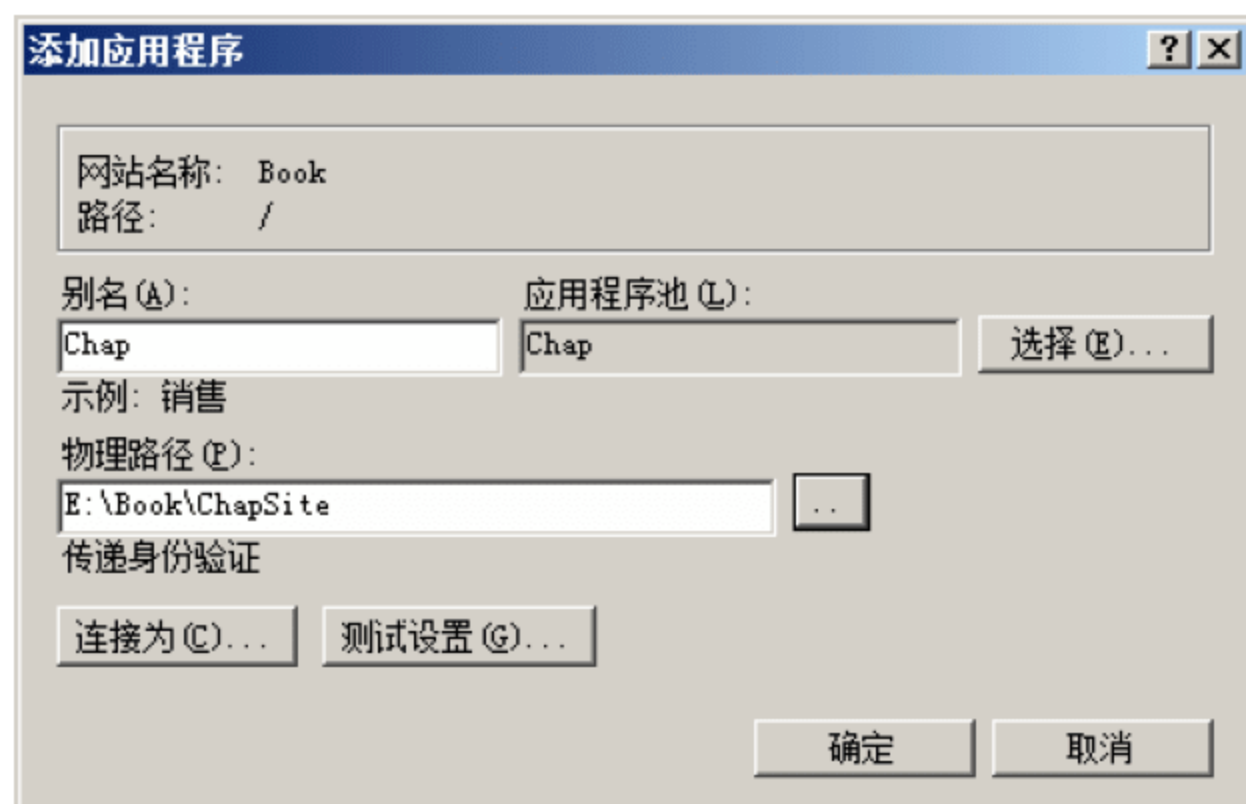 添加应用程序
网站名称: Book
路径: /
别名(A): 应用程序池(L):
Chap Chap 选择(E)...
示例: 销售
物理路径(P):
E:\Book\ChapSite ..
传递身份验证
连接为(C)... 测试设置(G)...
确定 取消